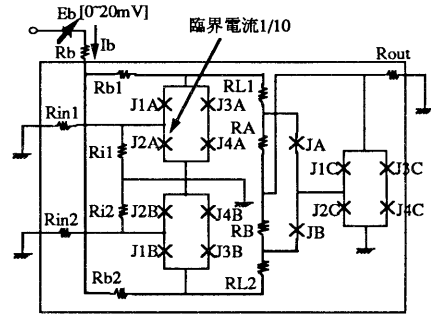 Eb [0~20mV]
臨界電流1/10
Rb
Ib
Rout
Rb1
RL1
J1A
J3A
Rin1
RA
JA
J2A
J4A
Ri1
J1C
J3C
Ri2
J2B
J4B
J2C
J4C
RB
JB
Rin2
J1B
J3B
Rb2
RL2